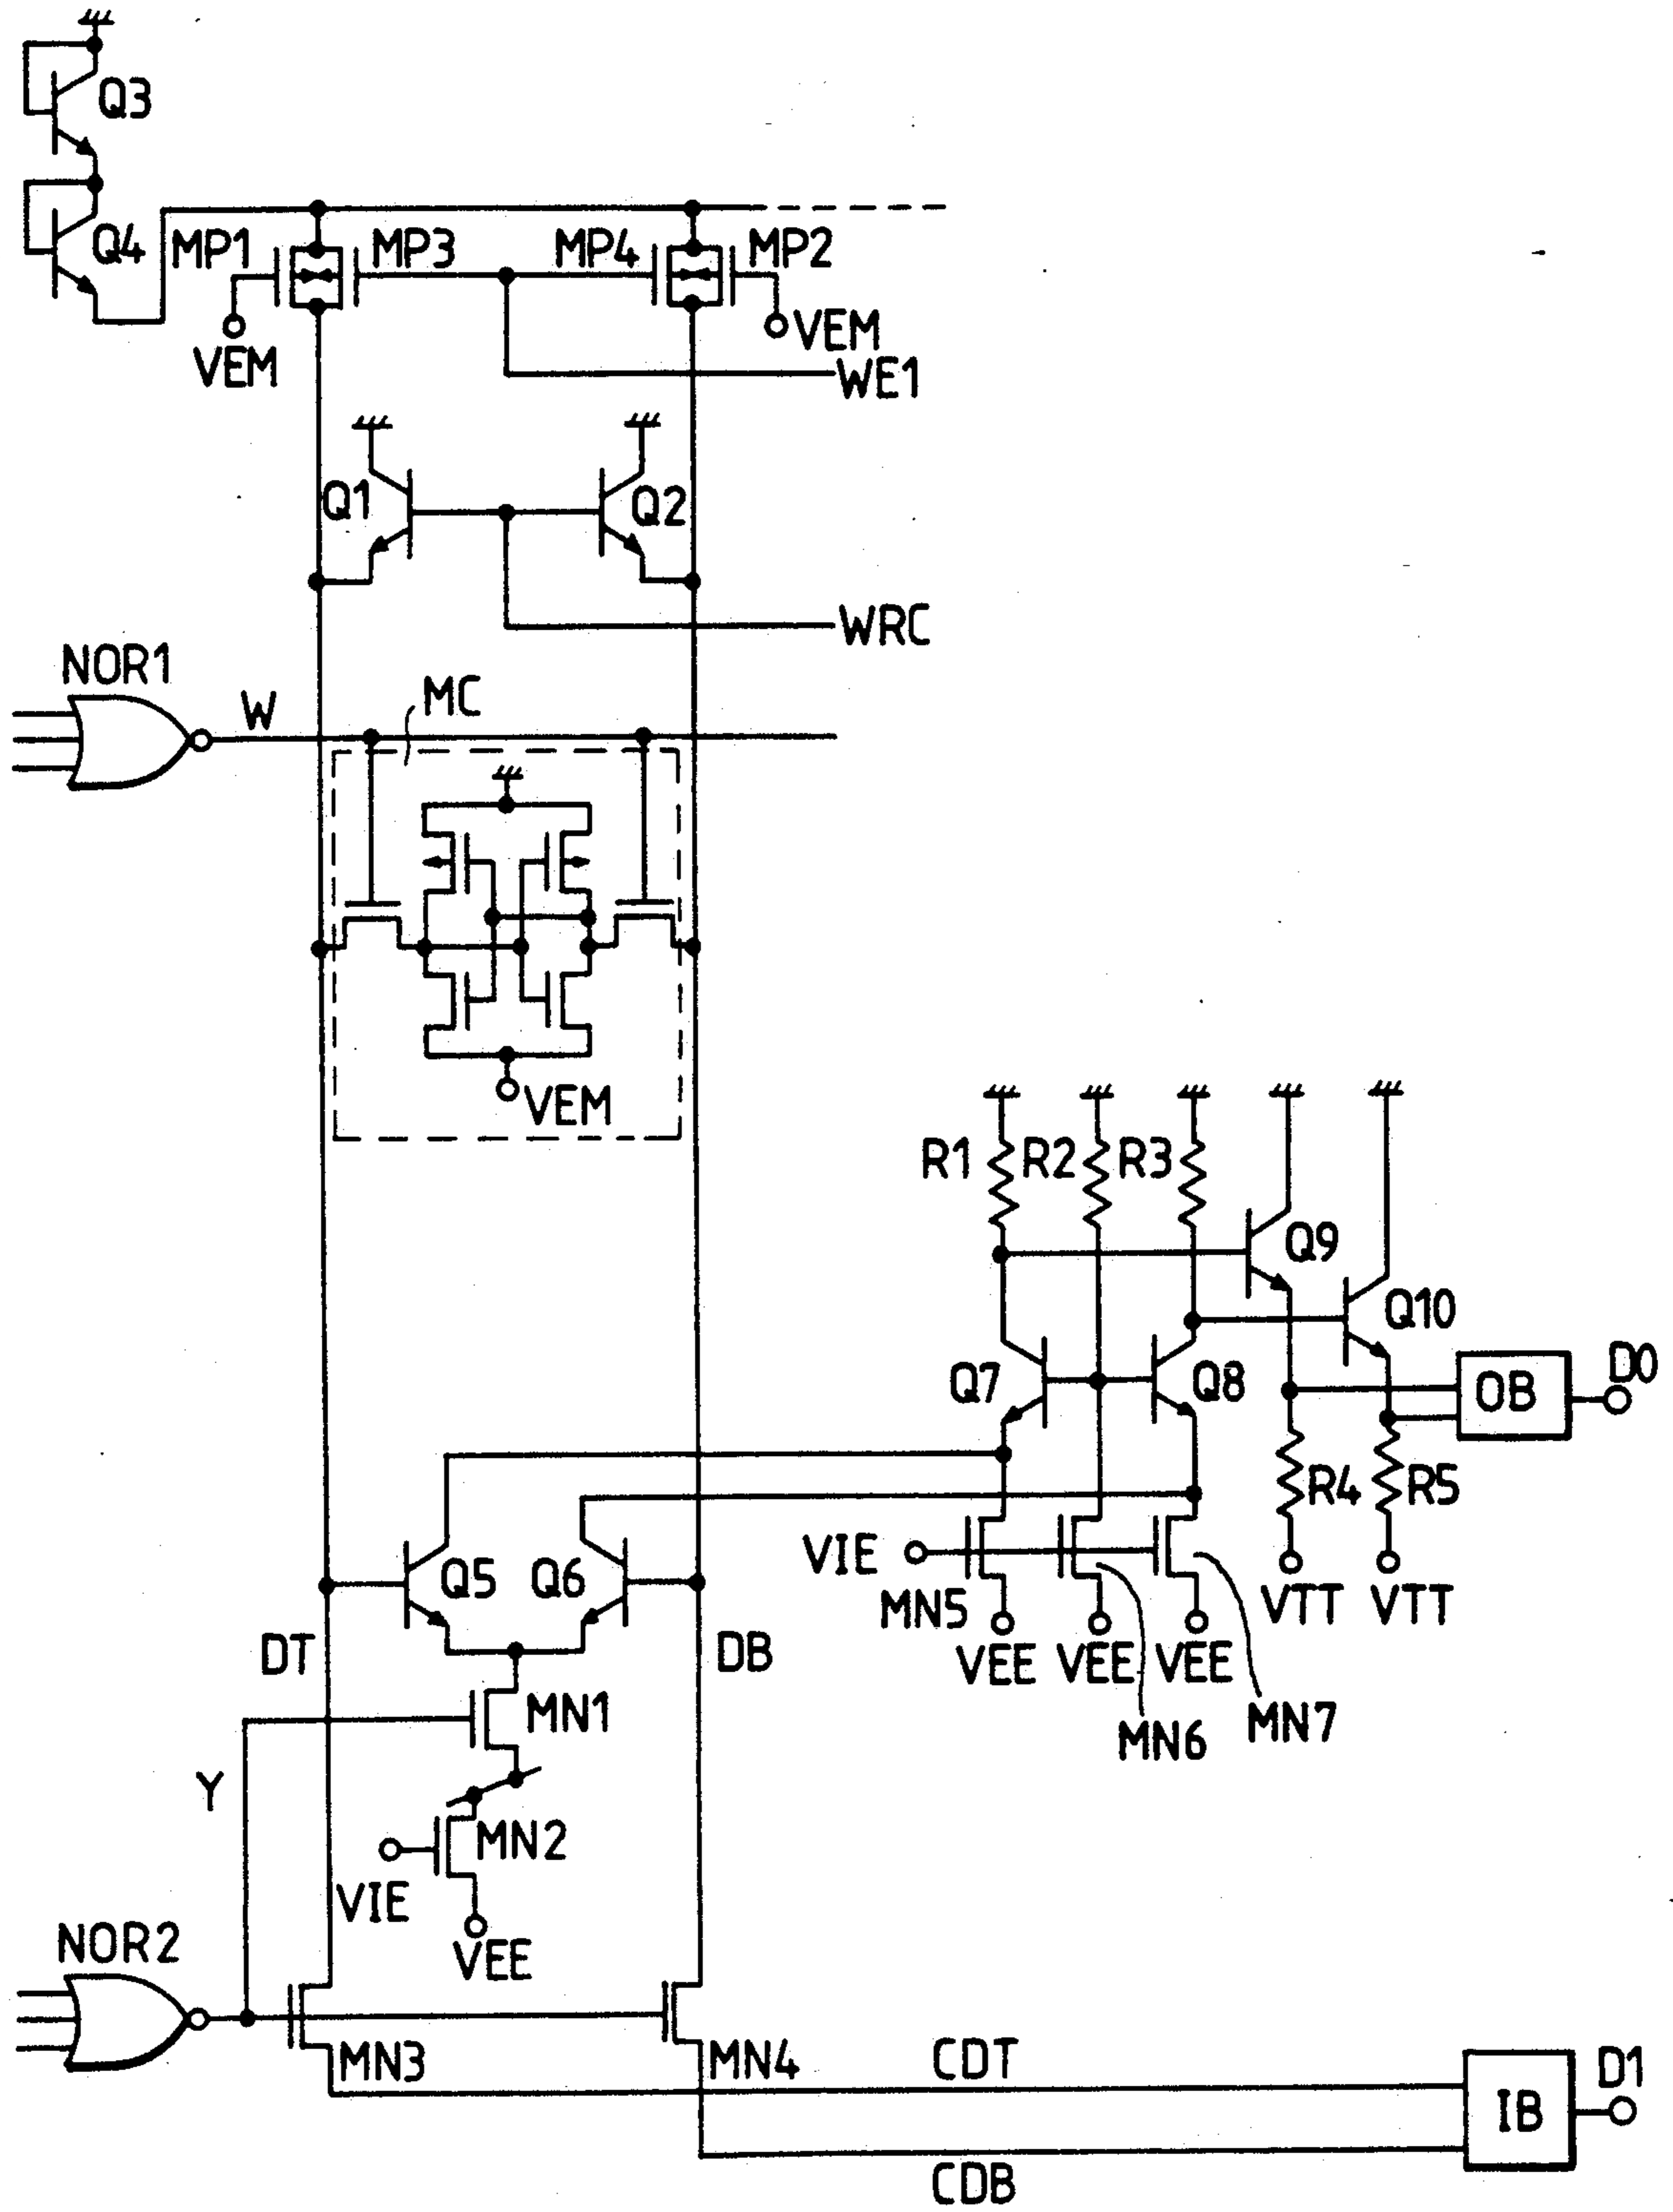 Q3
Q4
MP1
MP3
MP4
MP2
VEM
VEM
WE1
Q1
Q2
WRC
NOR1
W
MC
VEM
R1
R2
R3
Q9
Q10
Q7
Q8
OB
D0
R4
R5
VIE
MN5
VTT
VTT
VEE
VEE
VEE
MN6
MN7
Q5
Q6
DT
DB
MN1
Y
MN2
VIE
VEE
NOR2
MN3
MN4
CDT
CDB
IB
D1